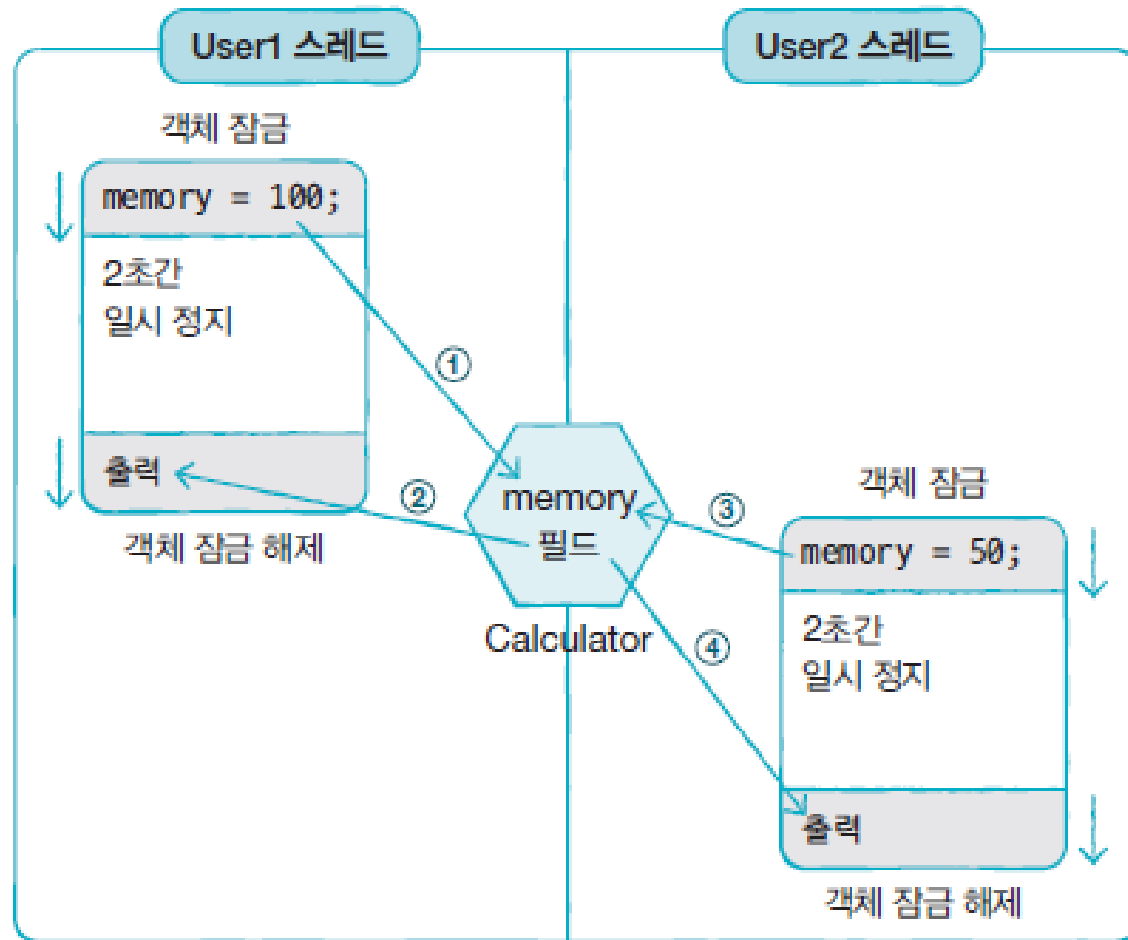 User1 스레드
User2 스레드
객체 잠금
memory = 100;
2초간
일시 정지
①
출력
②
객체 잠금 해제
memory
필드
Calculator
③
객체 잠금
memory = 50;
2초간
일시 정지
④
출력
객체 잠금 해제